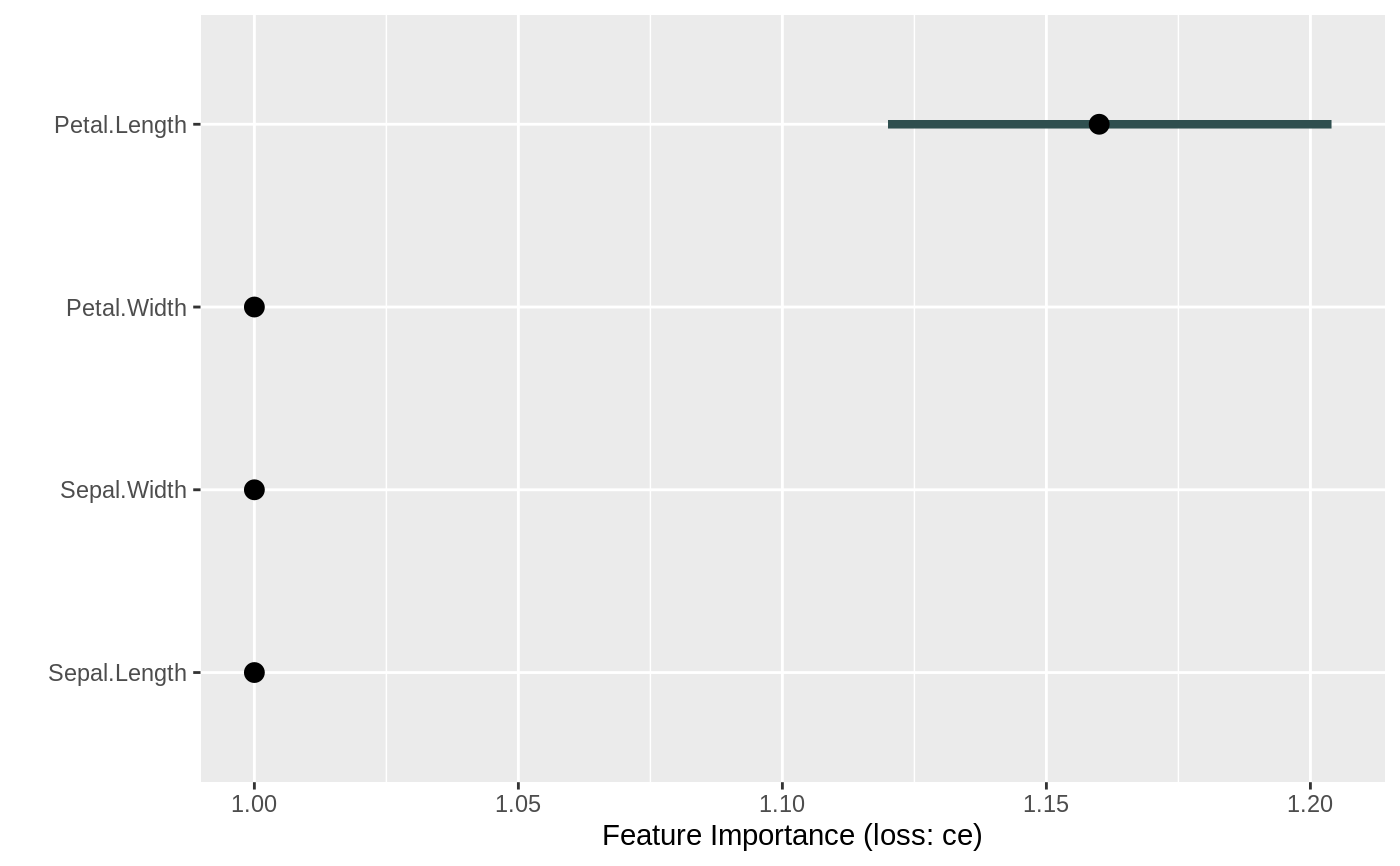 Petal.Length
Petal.Width
Sepal.Width
Sepal.Length
1.00 1.05 1.10 1.15 1.20
Feature Importance (loss: ce)